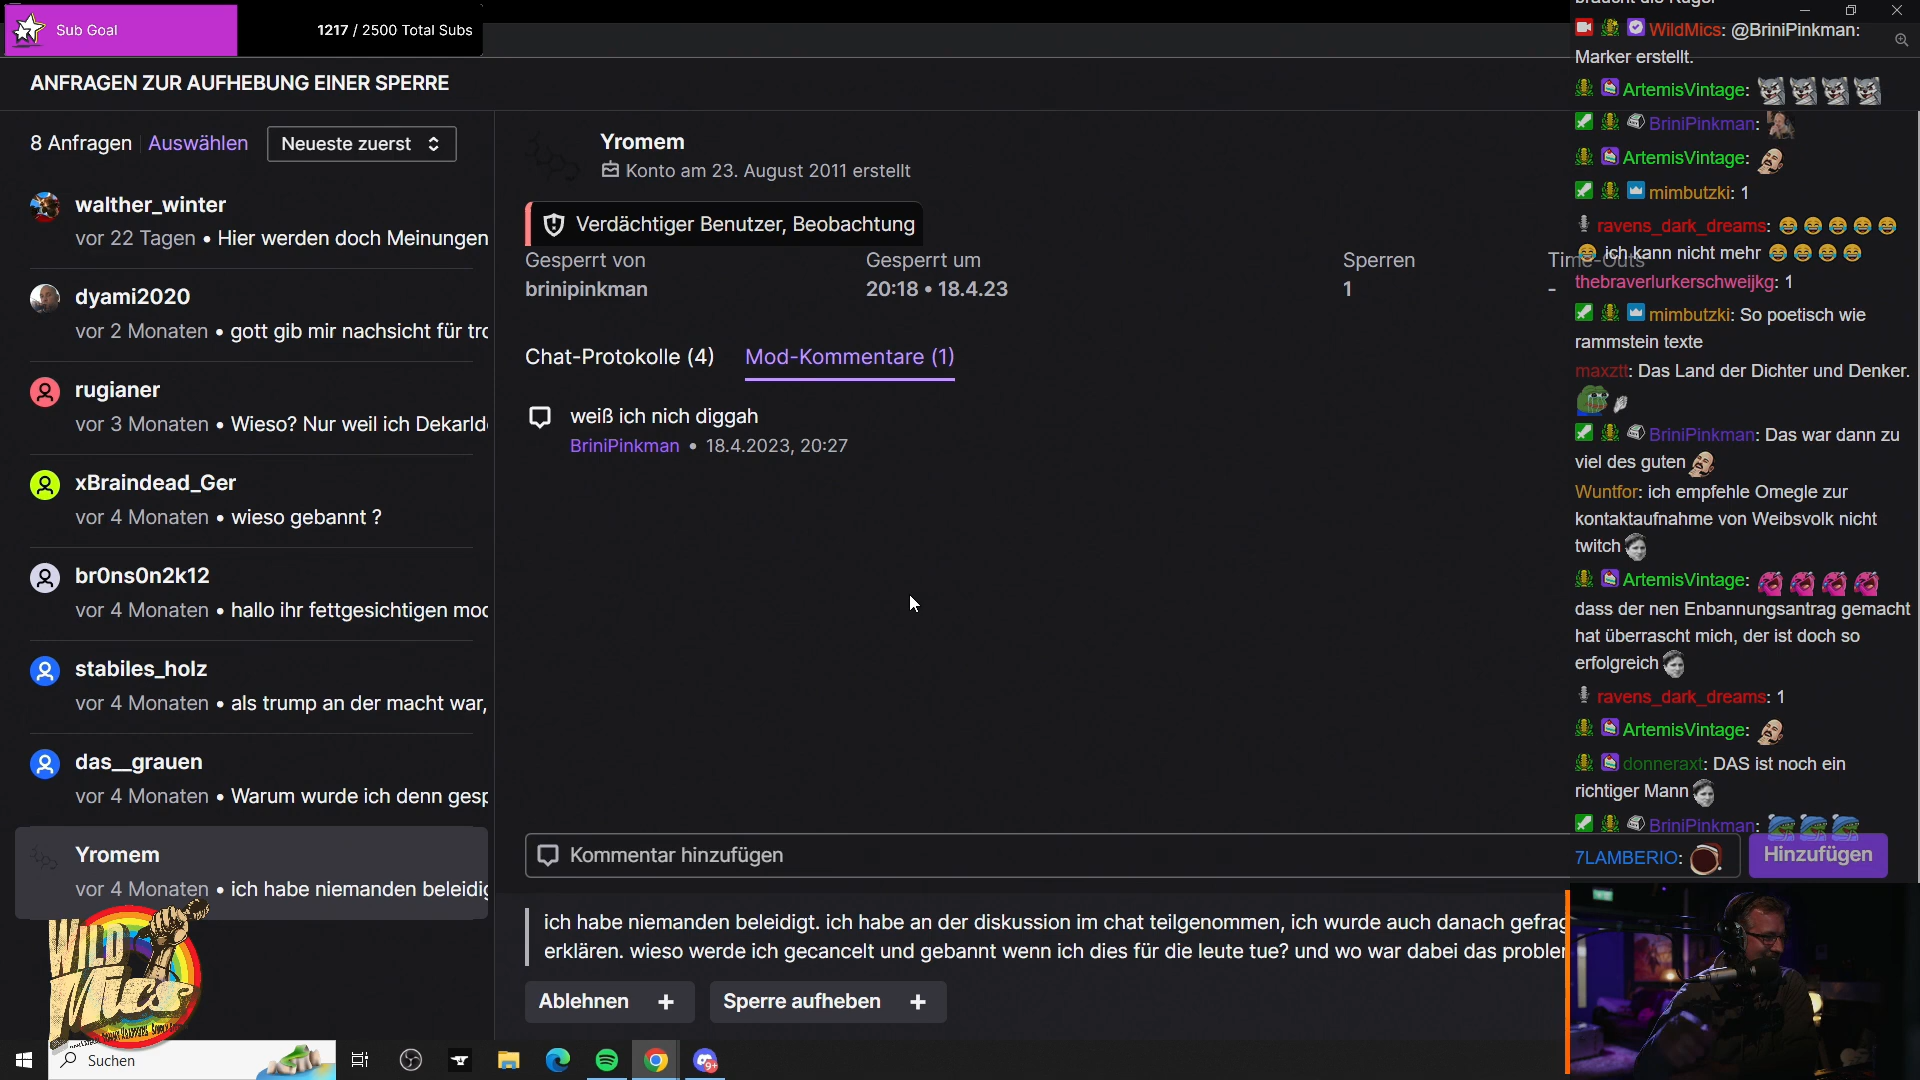 Sub Goal
1217 / 2500 Total Subs
ANFRAGEN ZUR AUFHEBUNG EINER SPERRE
8 Anfragen
Auswählen
Neueste zuerst
walther_winter
vor 22 Tagen • Hier werden doch Meinungen
dyami2020
vor 2 Monaten • gott gib mir nachsicht für tro
rugianer
vor 3 Monaten • Wieso? Nur weil ich Dekarld
xBraindead_Ger
vor 4 Monaten • wieso gebannt ?
br0ns0n2k12
vor 4 Monaten • hallo ihr fettgesichtigen moc
stabiles_holz
vor 4 Monaten • als trump an der macht war,
das__grauen
vor 4 Monaten • Warum wurde ich denn gesp
Yromem
vor 4 Monaten • ich habe niemanden beleidig
WILD
Mics
Suchen
Yromem
Konto am 23. August 2011 erstellt
Verdächtiger Benutzer, Beobachtung
Gesperrt von
brinipinkman
Gesperrt um
20:18 • 18.4.23
Sperren
1
Time-Outs
-
Chat-Protokolle (4)
Mod-Kommentare (1)
weiß ich nich diggah
BriniPinkman • 18.4.2023, 20:27
Kommentar hinzufügen
Hinzufügen
ich habe niemanden beleidigt. ich habe an der diskussion im chat teilgenommen, ich wurde auch danach gefrag
erklären. wieso werde ich gecancelt und gebannt wenn ich dies für die leute tue? und wo war dabei das probler
Ablehnen +
Sperre aufheben +
9+
braucht die Kugel
WildMics: @BriniPinkman:
Marker erstellt.
ArtemisVintage:
BriniPinkman:
ArtemisVintage:
mimbutzki: 1
ravens_dark_dreams:
ich kann nicht mehr
thebraverlurkerschweijkg: 1
mimbutzki: So poetisch wie
rammstein texte
maxztt: Das Land der Dichter und Denker.
BriniPinkman: Das war dann zu
viel des guten
Wuntfor: ich empfehle Omegle zur
kontaktaufnahme von Weibsvolk nicht
twitch
ArtemisVintage:
dass der nen Enbannungsantrag gemacht
hat überrascht mich, der ist doch so
erfolgreich
ravens_dark_dreams: 1
ArtemisVintage:
donneraxt: DAS ist noch ein
richtiger Mann
BriniPinkman:
7LAMBERIO: